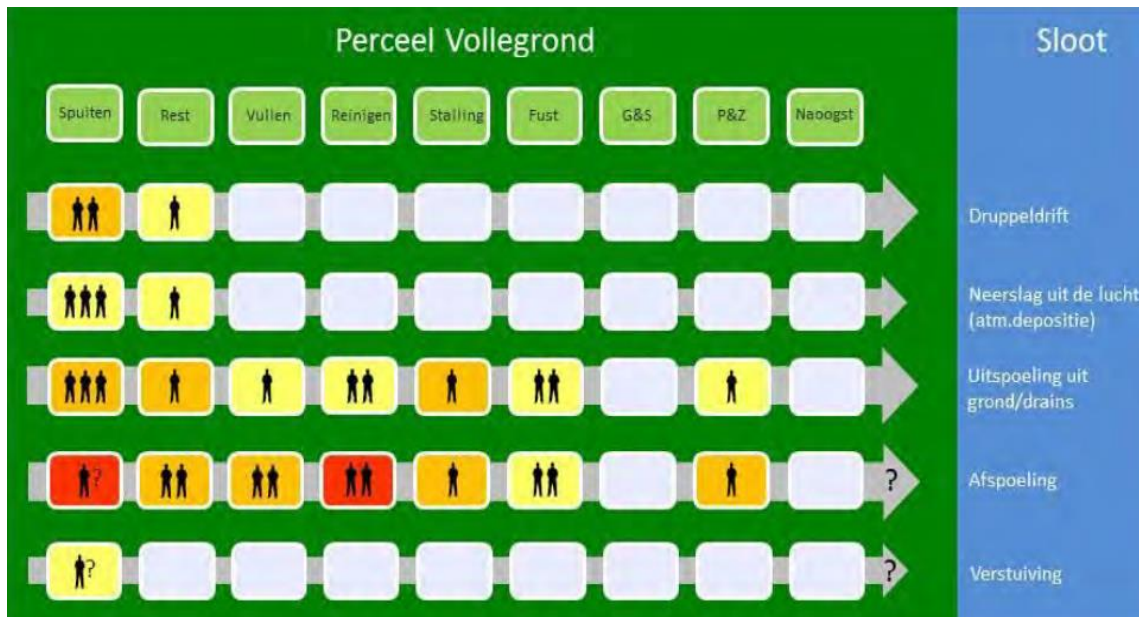 Perceel Vollegrond
Sloot
Spuiten
Rest
Vullen
Reinigen
Stalling
Fust
G&S
P&Z
Naoogst
Druppeldrift
Neerslag uit de lucht
(atm.depositie)
Uitspoeling uit
grond/drains
?
?
Afspoeling
?
?
Verstuiving